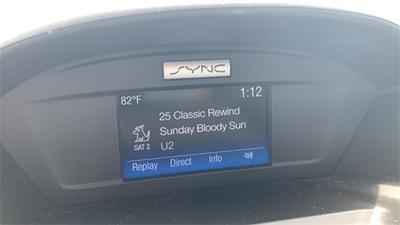 SYNC
82°F 1:12
25 Classic Rewind
Sunday Bloody Sun
SAT 2 U2
Replay Direct Info